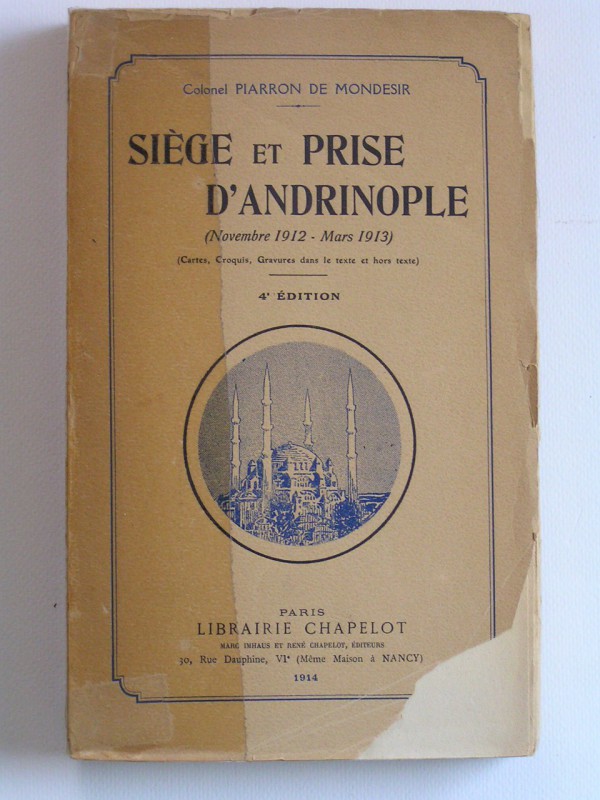 Colonel PIARRON DE MONDESIR
SIÈGE ET PRISE
D'ANDRINOPLE
(Novembre 1912 - Mars 1913)
(Cartes, Croquis, Gravures dans le texte et hors texte)
4e ÉDITION
PARIS
LIBRAIRIE CHAPELOT
MARC IMHAUS ET RENÉ CHAPELOT, ÉDITEURS
30, Rue Dauphine, VIe (Même Maison à NANCY)
1914